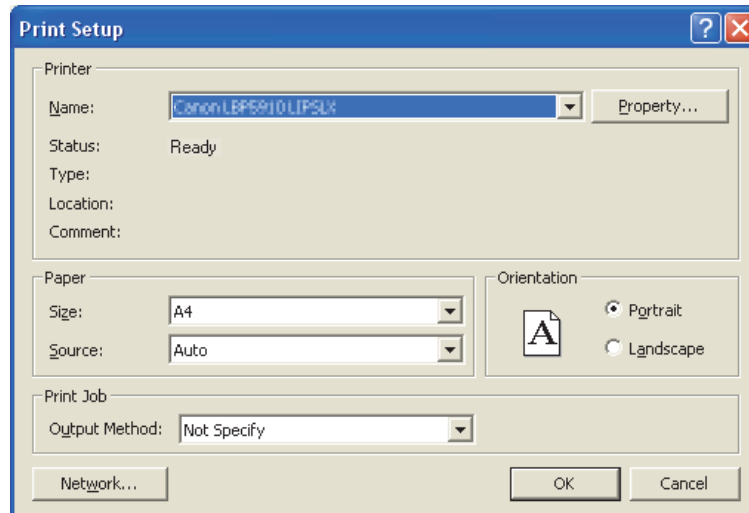 Print Setup
Printer
Name: Canon LBP5910 LIPSLX Property...
Status: Ready
Type:
Location:
Comment:
Paper
Size: A4
Source: Auto
Orientation
A
Portrait
Landscape
Print Job
Output Method: Not Specify
Network... OK Cancel